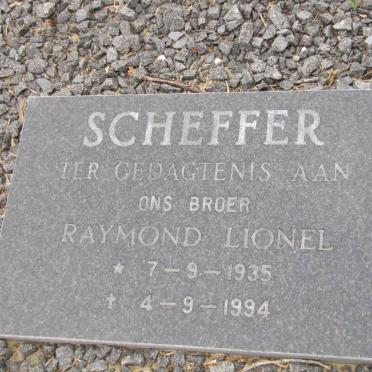 SCHEFFER
TER GEDAGTENIS AAN
ONS BROER
RAYMOND LIONEL
★ 7-9-1935
† 4-9-1994